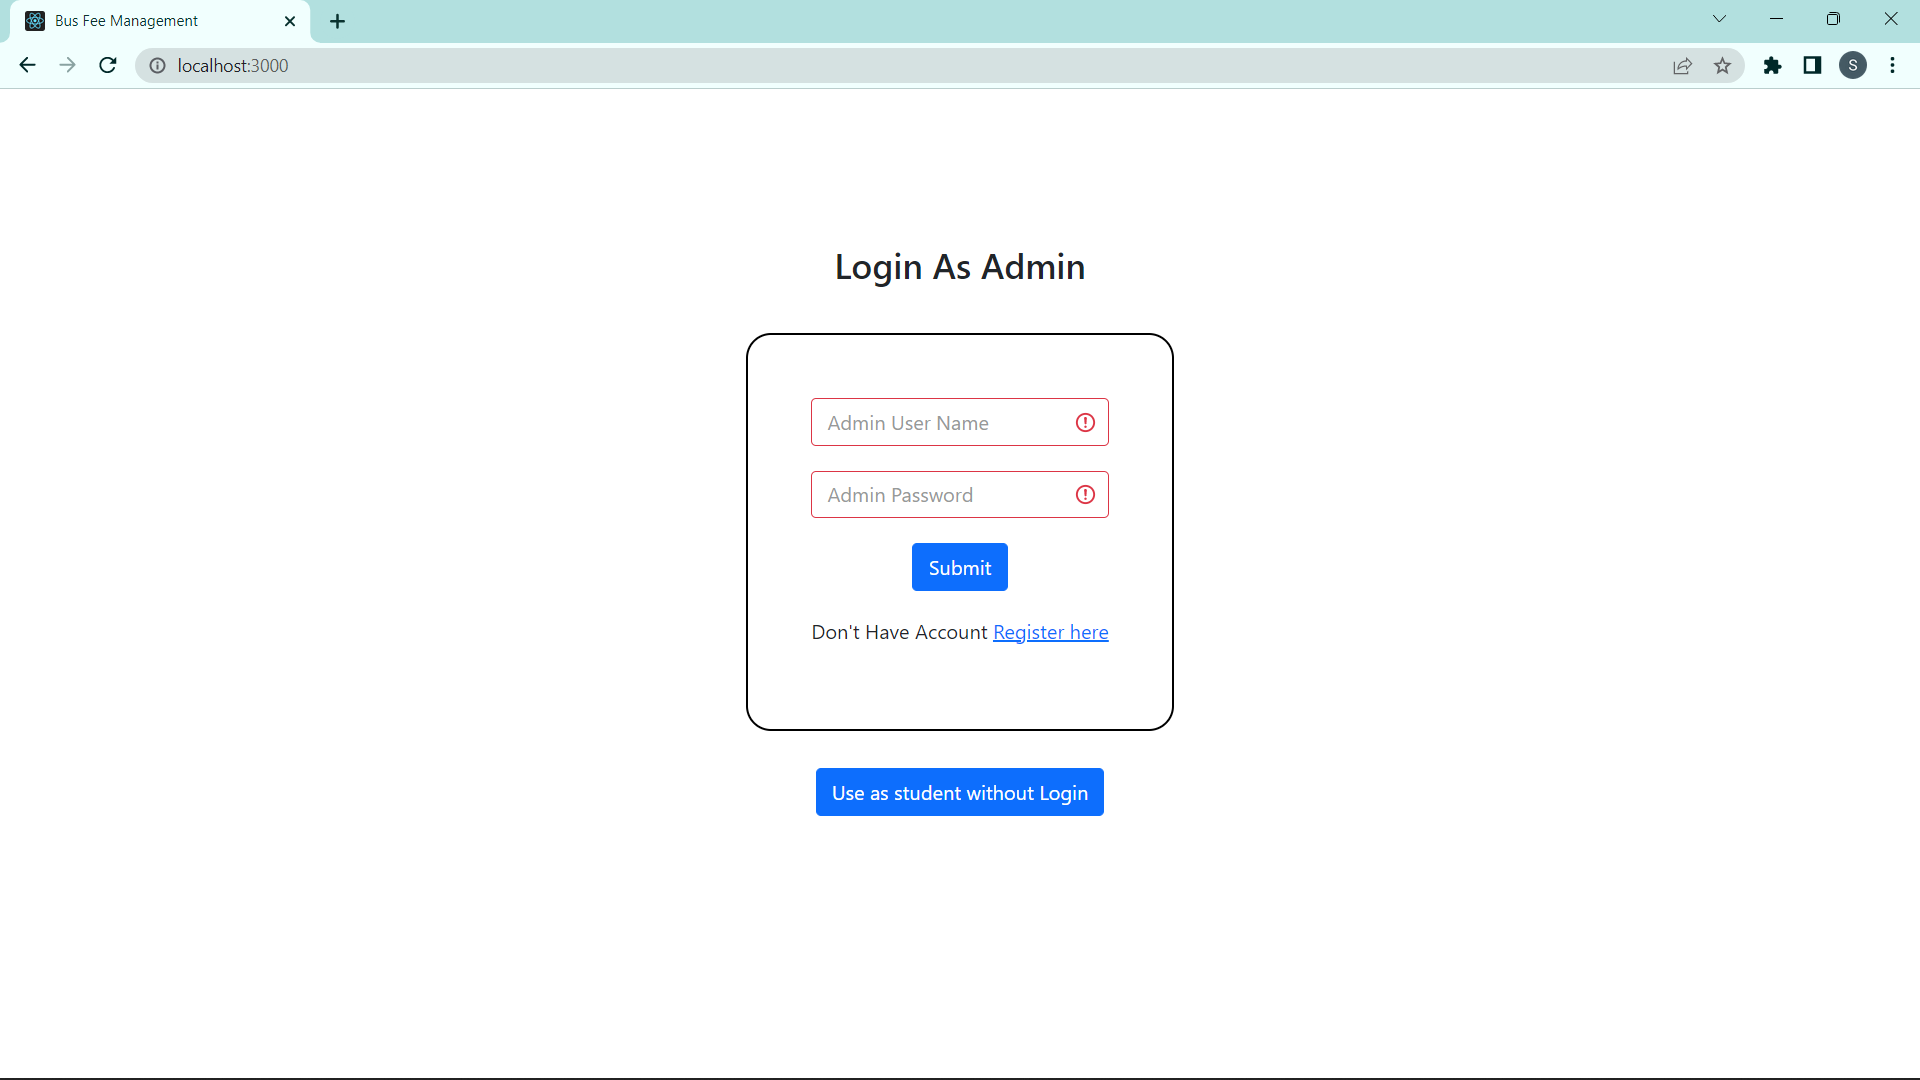 Bus Fee Management
localhost:3000
S
Login As Admin
Admin User Name
Admin Password
Submit
Don't Have Account Register here
Use as student without Login